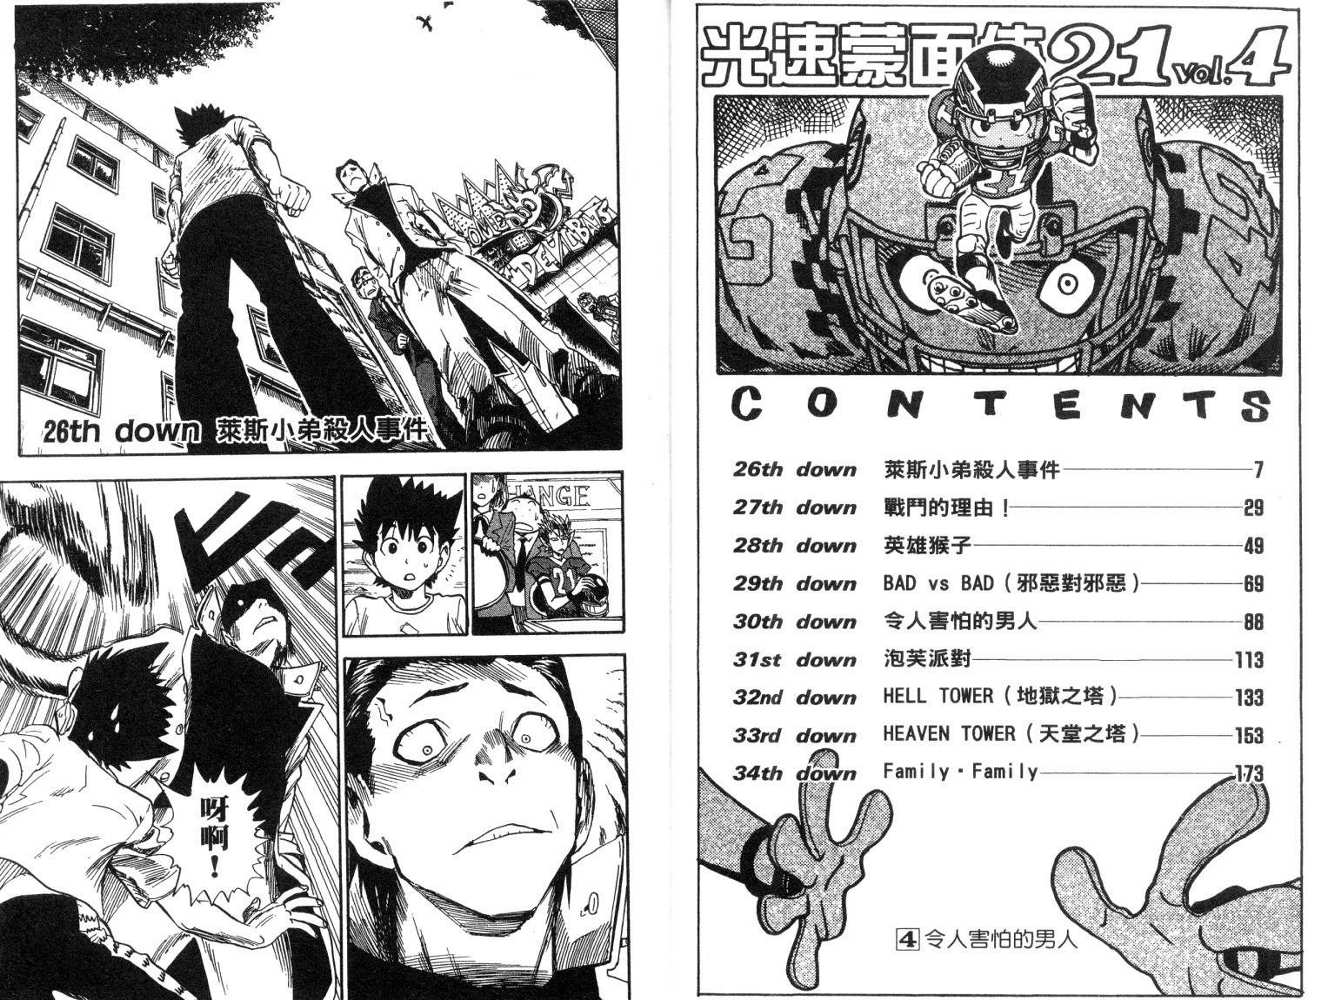 光速蒙面俠21 vol.4
CONTENTS
26th down 萊斯小弟殺人事件 7
27th down 戰鬥的理由！ 29
28th down 英雄猴子 49
29th down BAD vs BAD（邪惡對邪惡） 69
30th down 令人害怕的男人 88
31st down 泡芙派對 113
32nd down HELL TOWER（地獄之塔） 133
33rd down HEAVEN TOWER（天堂之塔） 153
34th down Family・Family 173
4 令人害怕的男人
26th down 萊斯小弟殺人事件
HANGE
21
呀啊！